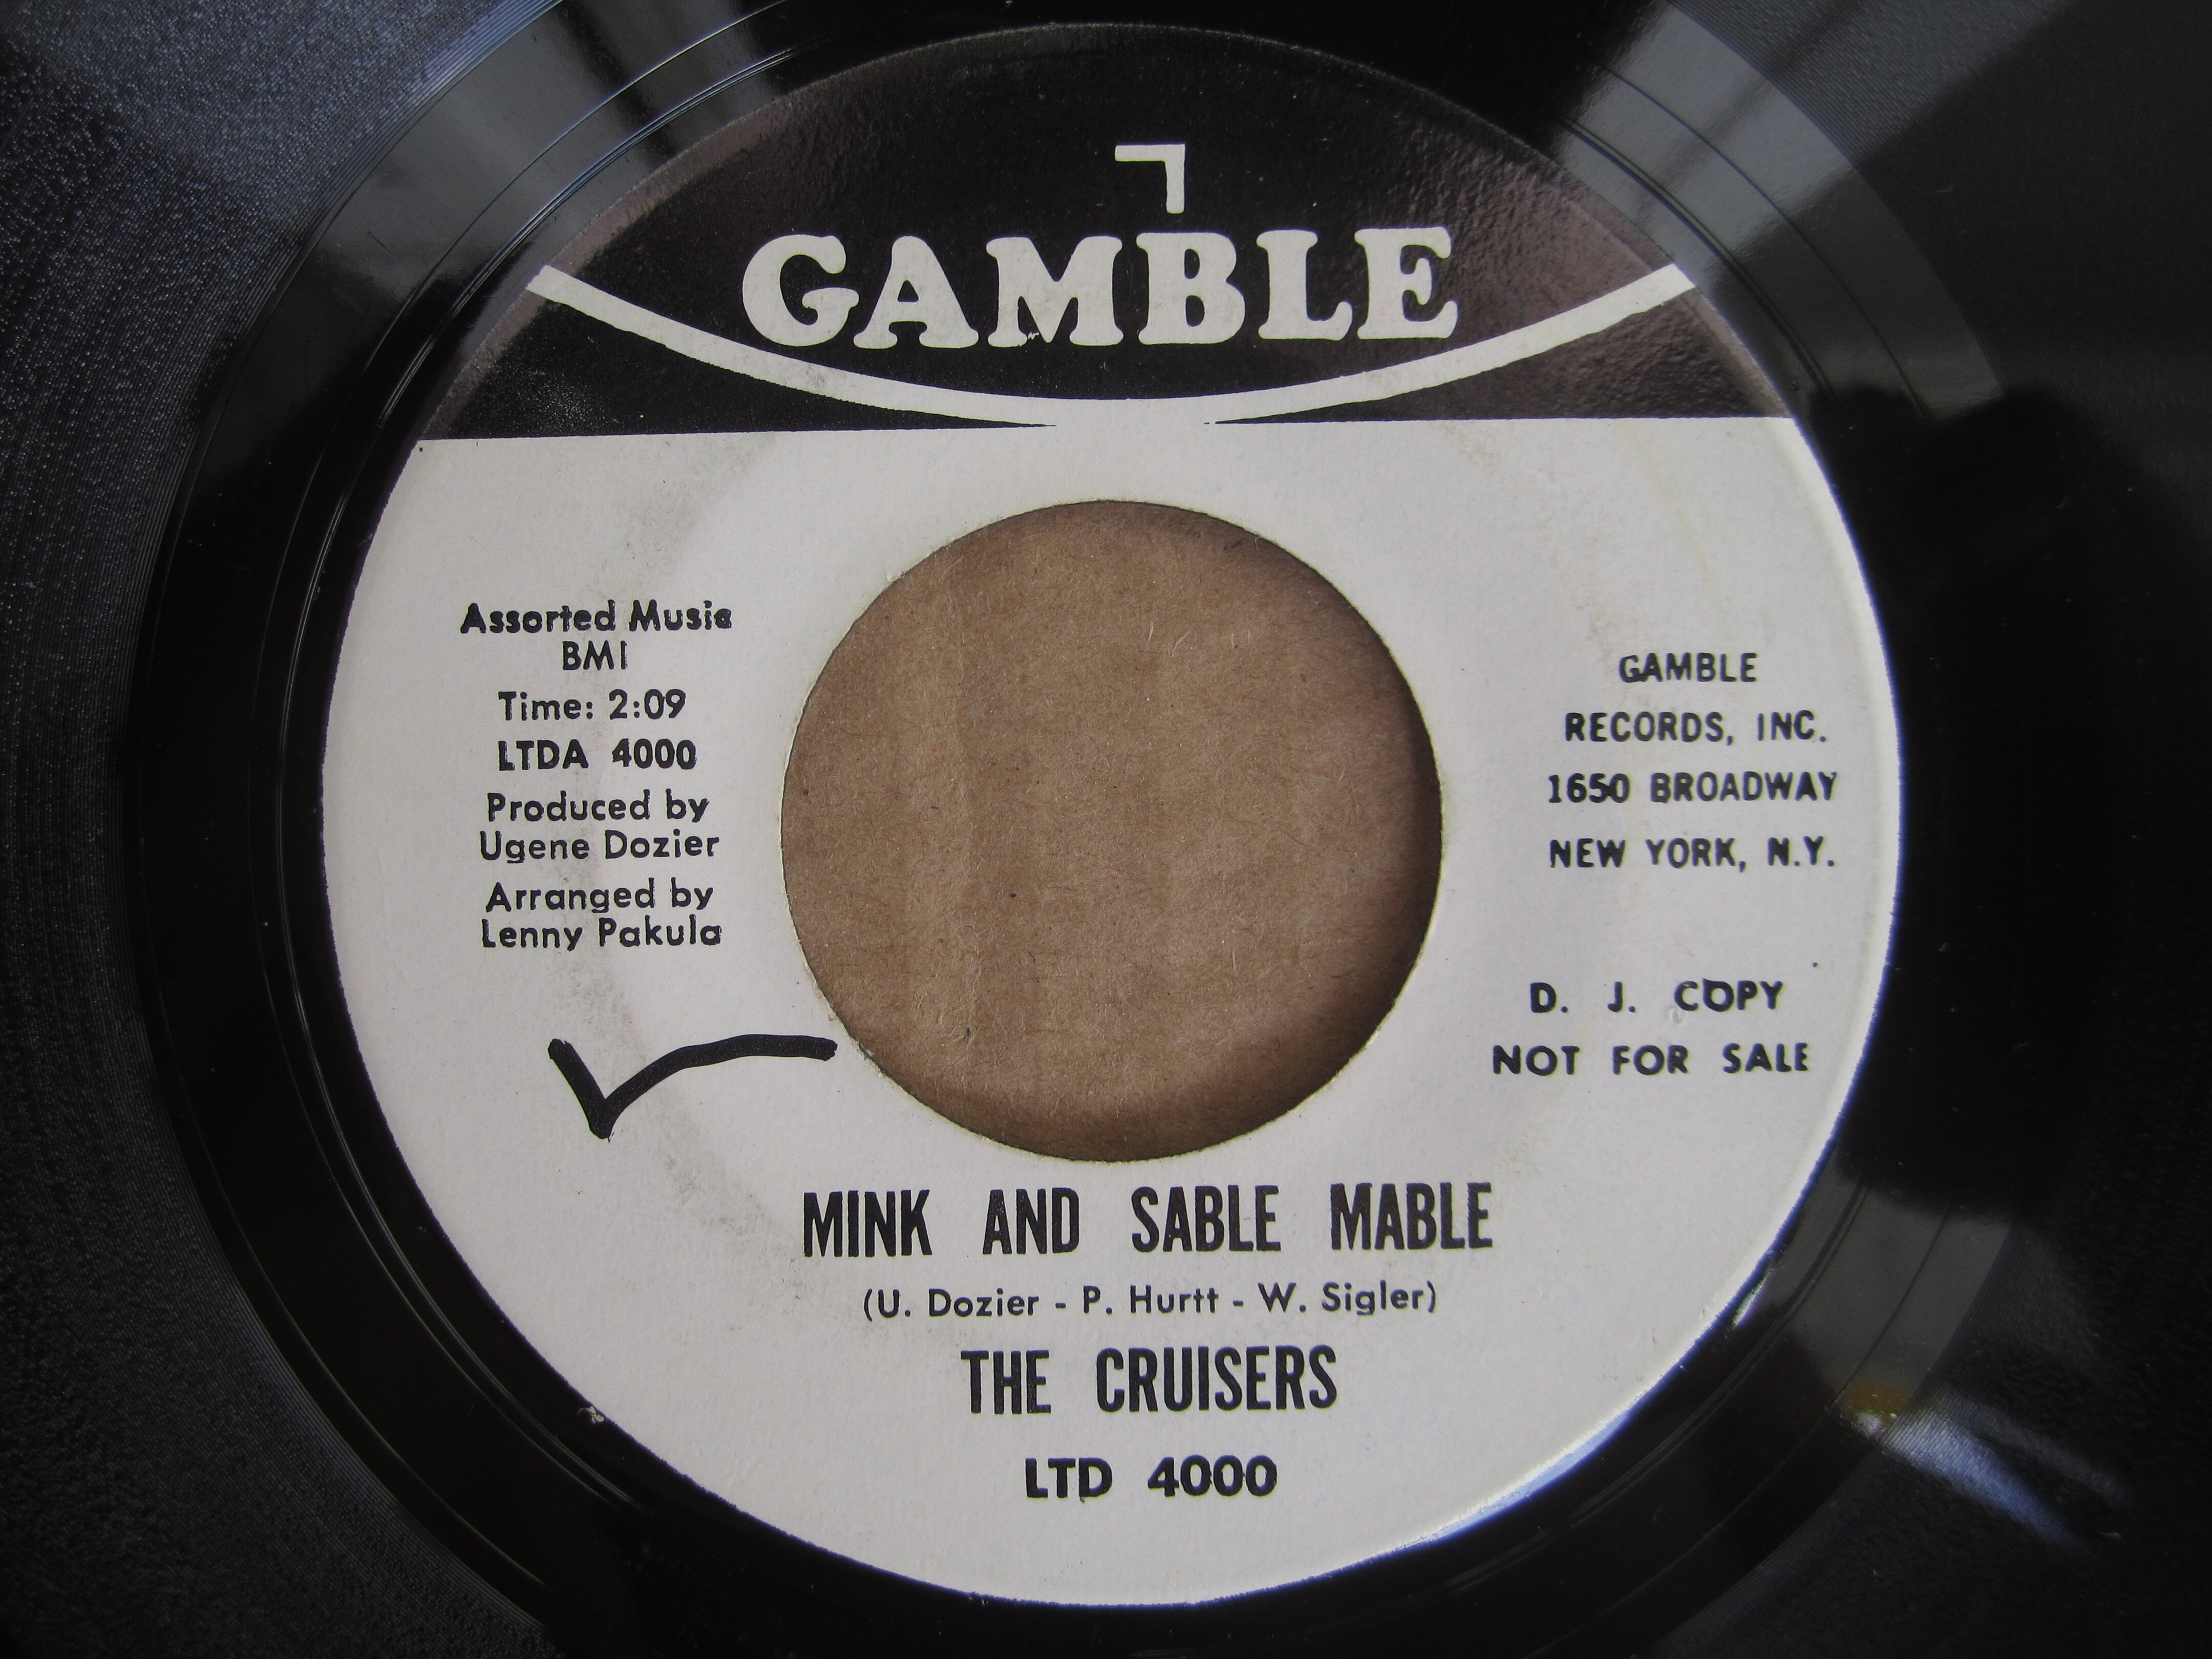 GAMBLE
Assorted Music
BMI
Time: 2:09
LTDA 4000
Produced by
Ugene Dozier
Arranged by
Lenny Pakula
GAMBLE
RECORDS, INC.
1650 BROADWAY
NEW YORK, N.Y.
D. J. COPY
NOT FOR SALE
MINK AND SABLE MABLE
(U. Dozier - P. Hurtt - W. Sigler)
THE CRUISERS
LTD 4000